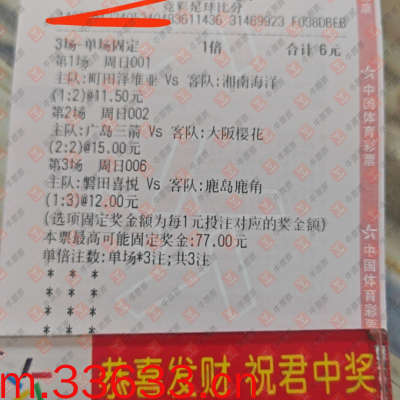 竞彩足球比分
3场-单场固定 1倍 合计 6元
第1场 周日001
主队:町田泽维亚 Vs 客队:湘南海洋
(1:2)@11.50元
第2场 周日002
主队:广岛三箭 Vs 客队:大阪樱花
(2:2)@15.00元
第3场 周日006
主队:磐田喜悦 Vs 客队:鹿岛鹿角
(1:3)@12.00元
(选项固定奖金额为每1元投注对应的奖金额)
本票最高可能固定奖金:77.00元
单倍注数:单场*3注;共3注
* * *
* * *
* * *
* * *
中国体育彩票
中国体育彩票
恭喜发财 祝君中奖
m.33632.cn